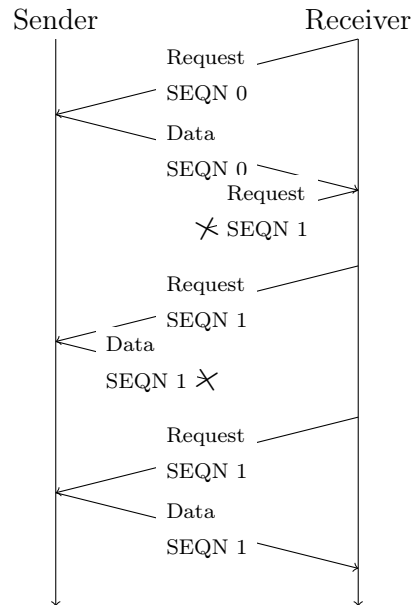 Sender
Receiver
Request
SEQN 0
Data
SEQN 0
Request
SEQN 1
Request
SEQN 1
Data
SEQN 1
Request
SEQN 1
Data
SEQN 1